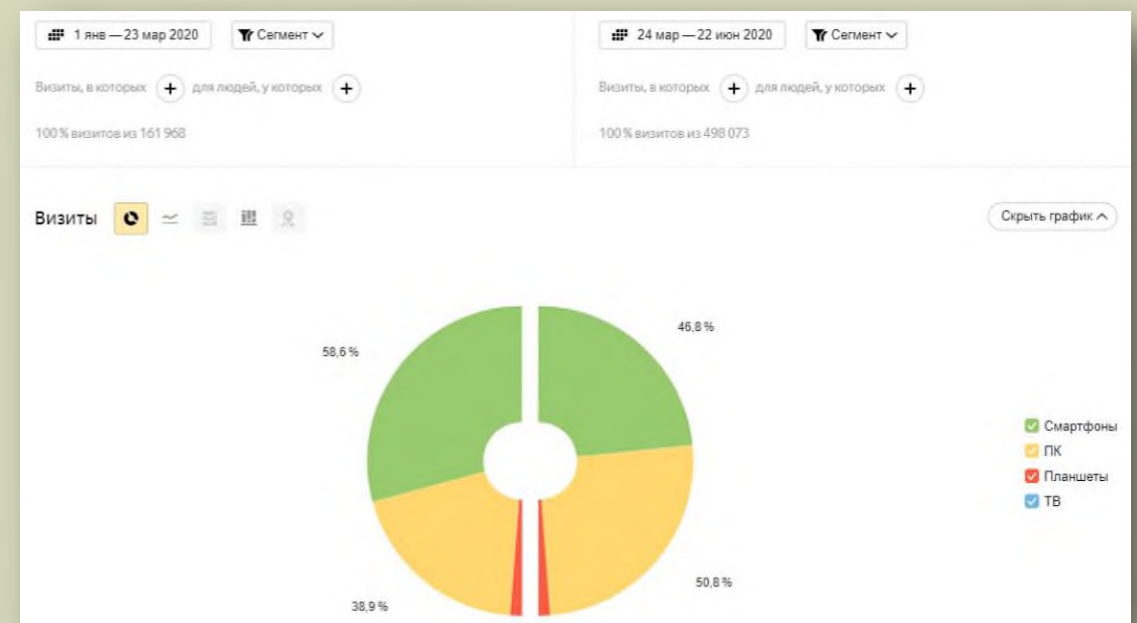 1 янв — 23 мар 2020
Сегмент
24 мар — 22 июн 2020
Сегмент
Визиты, в которых + для людей, у которых +
Визиты, в которых + для людей, у которых +
100 % визитов из 161 968
100 % визитов из 498 073
Визиты
Скрыть график
58,6 %
46,8 %
Смартфоны
ПК
Планшеты
ТВ
38,9 %
50,8 %